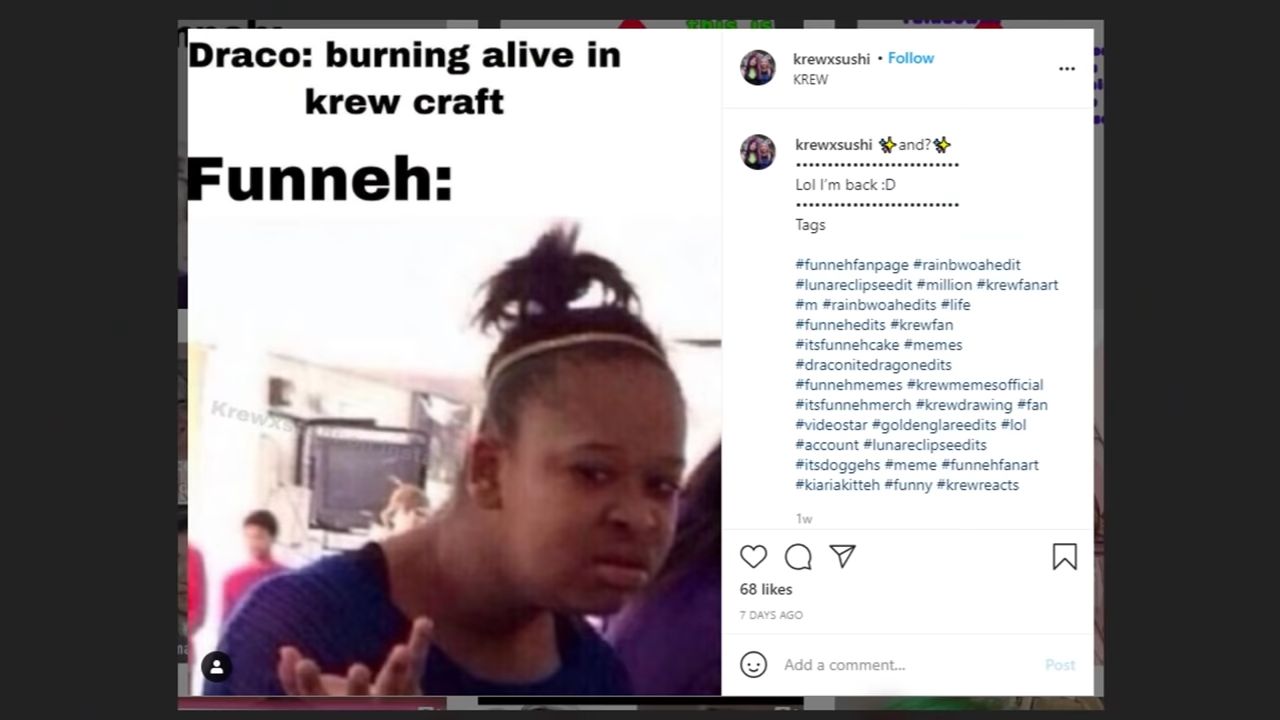 Draco: burning alive in
krew craft
Funneh:
krewxsushi • Follow
KREW
krewxsushi ✨and?✨
••••••••••••••••••••••••••
Lol I'm back :D
••••••••••••••••••••••••••
Tags
#funnehfanpage #rainbwoahedit
#lunareclipseedit #million #krewfanart
#m #rainbwoahedits #life
#funnehedits #krewfan
#itsfunnehcake #memes
#draconitedragonedits
#funnehmemes #krewmemesofficial
#itsfunnehmerch #krewdrawing #fan
#videostar #goldenglareedits #lol
#account #lunareclipseedits
#itsdoggehs #meme #funnehfanart
#kiariakitteh #funny #krewreacts
1w
68 likes
7 DAYS AGO
Add a comment...
Post